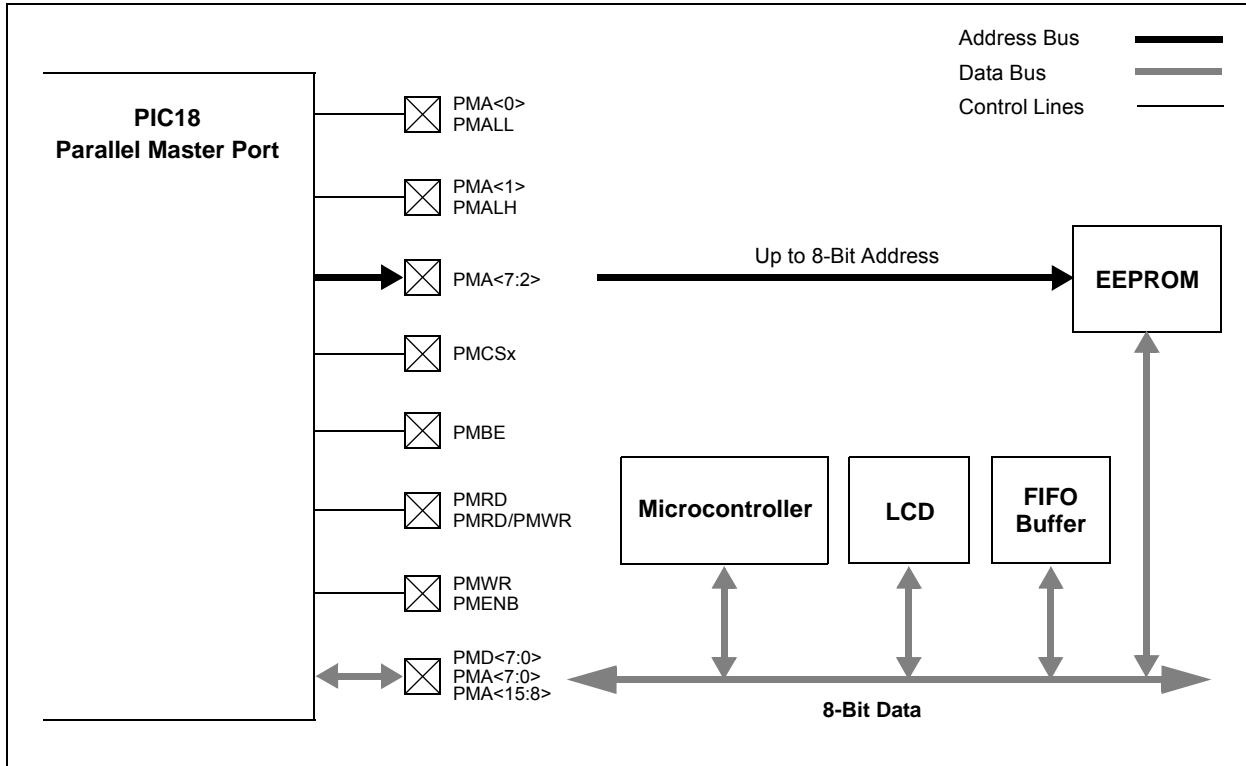 Address Bus
Data Bus
Control Lines
PIC18
Parallel Master Port
PMA<0>
PMALL
PMA<1>
PMALH
PMA<7:2>
Up to 8-Bit Address
EEPROM
PMCSx
PMBE
PMRD
PMRD/PMWR
Microcontroller
LCD
FIFO
Buffer
PMWR
PMENB
PMD<7:0>
PMA<7:0>
PMA<15:8>
8-Bit Data